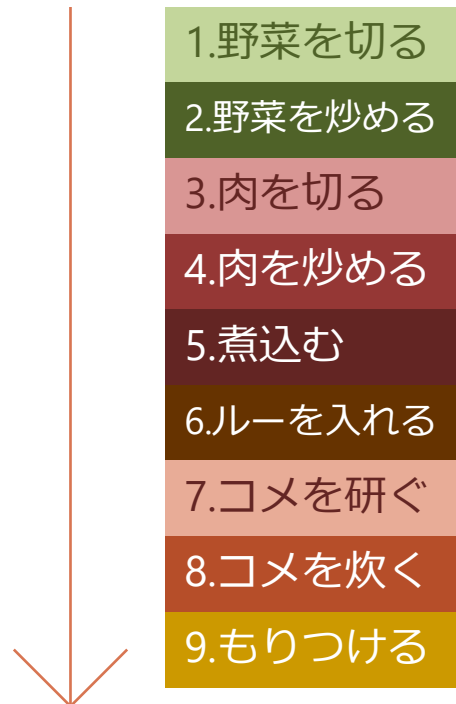 1.野菜を切る
2.野菜を炒める
3.肉を切る
4.肉を炒める
5.煮込む
6.ルーを入れる
7.コメを研ぐ
8.コメを炊く
9.もりつける